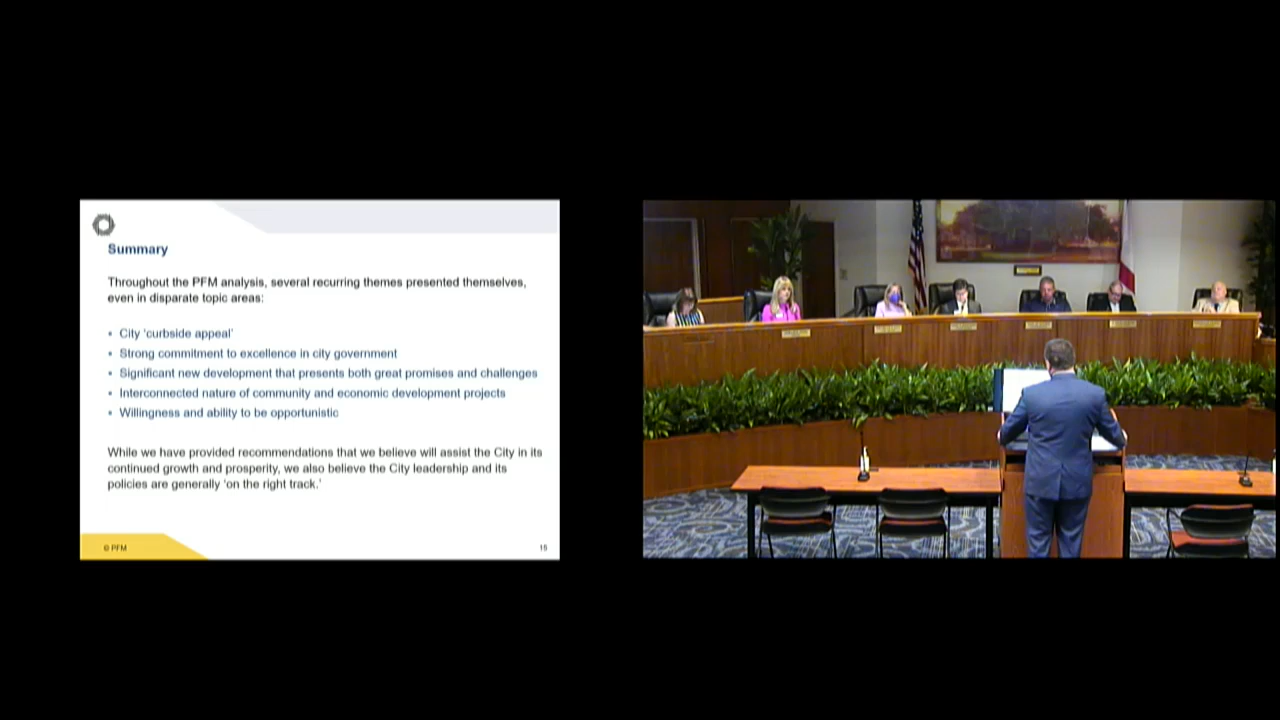 Summary
Throughout the PFM analysis, several recurring themes presented themselves,
even in disparate topic areas:
• City ‘curbside appeal’
• Strong commitment to excellence in city government
• Significant new development that presents both great promises and challenges
• Interconnected nature of community and economic development projects
• Willingness and ability to be opportunistic
While we have provided recommendations that we believe will assist the City in its
continued growth and prosperity, we also believe the City leadership and its
policies are generally ‘on the right track.’
© PFM
15